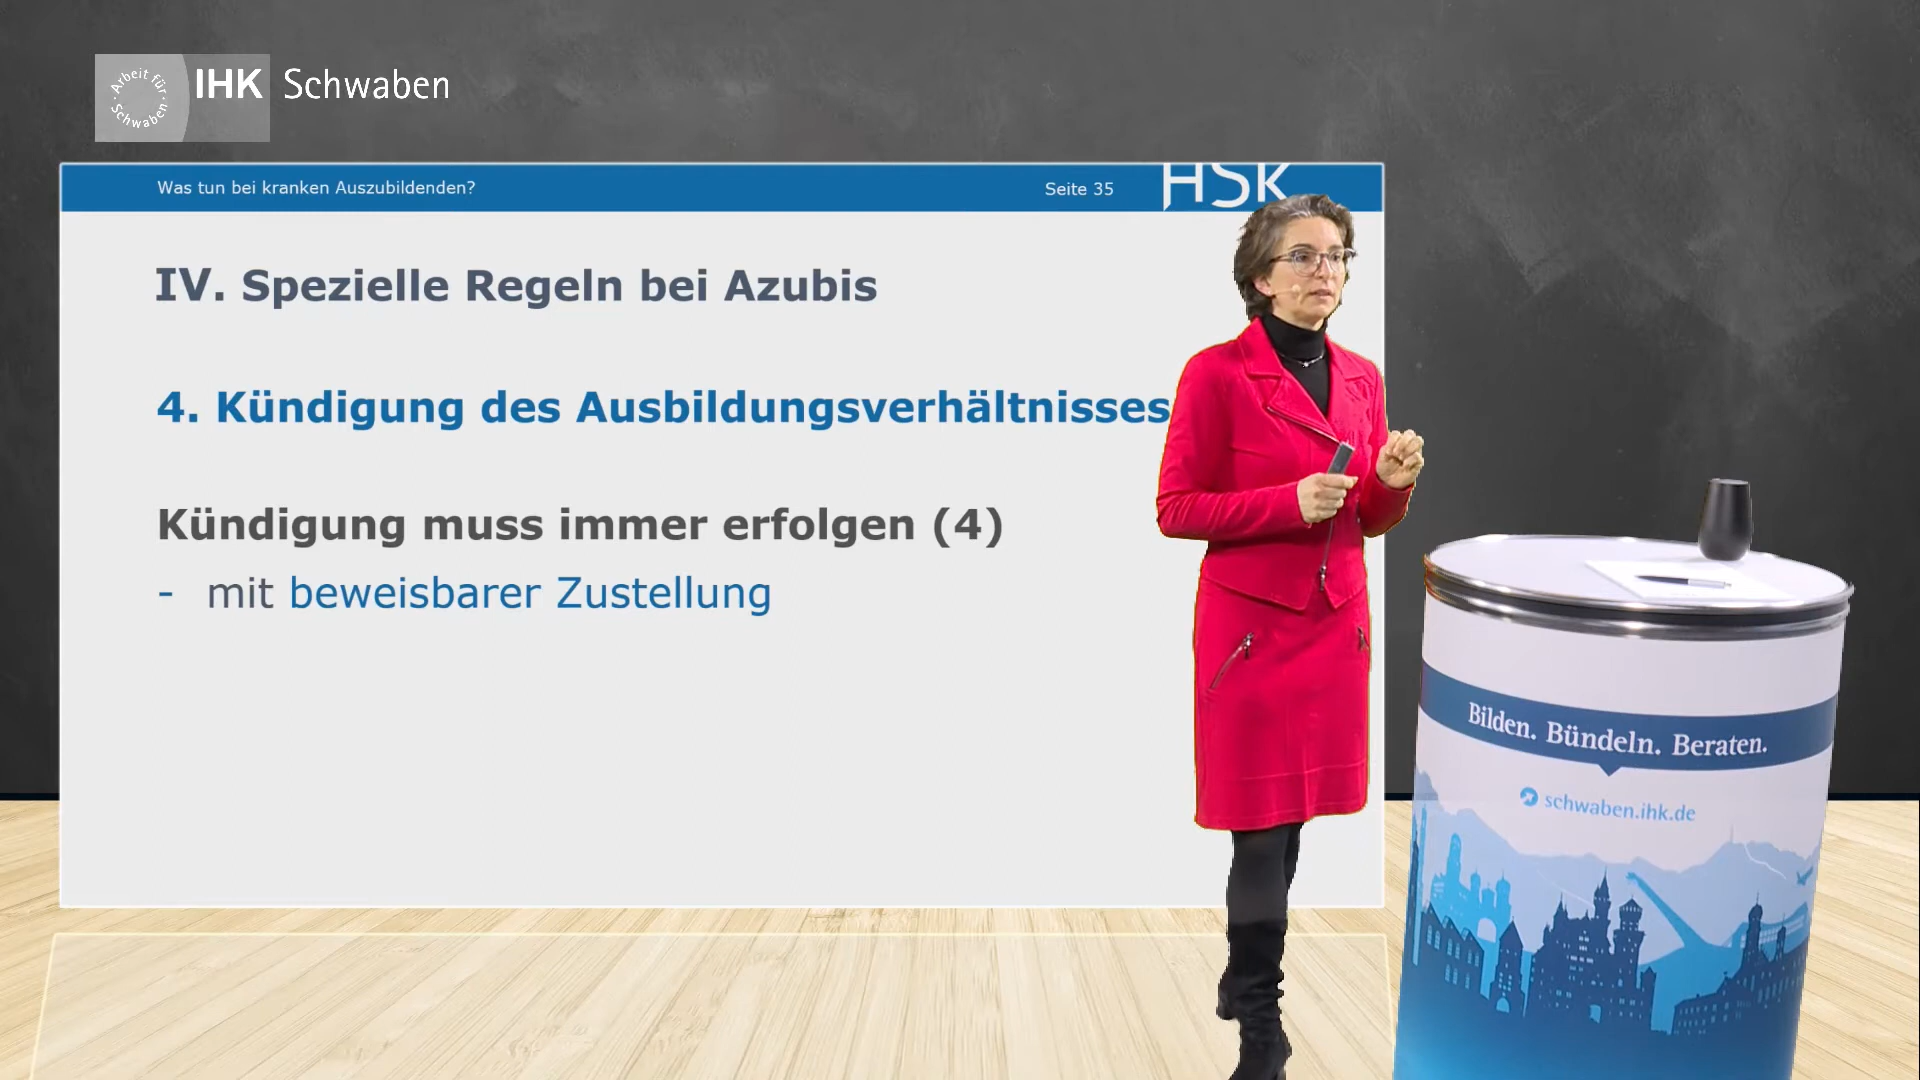 Arbeit für Schwaben
IHK Schwaben
Was tun bei kranken Auszubildenden?
Seite 35
HSK
IV. Spezielle Regeln bei Azubis
4. Kündigung des Ausbildungsverhältnisses
Kündigung muss immer erfolgen (4)
- mit beweisbarer Zustellung
Bilden. Bündeln. Beraten.
schwaben.ihk.de